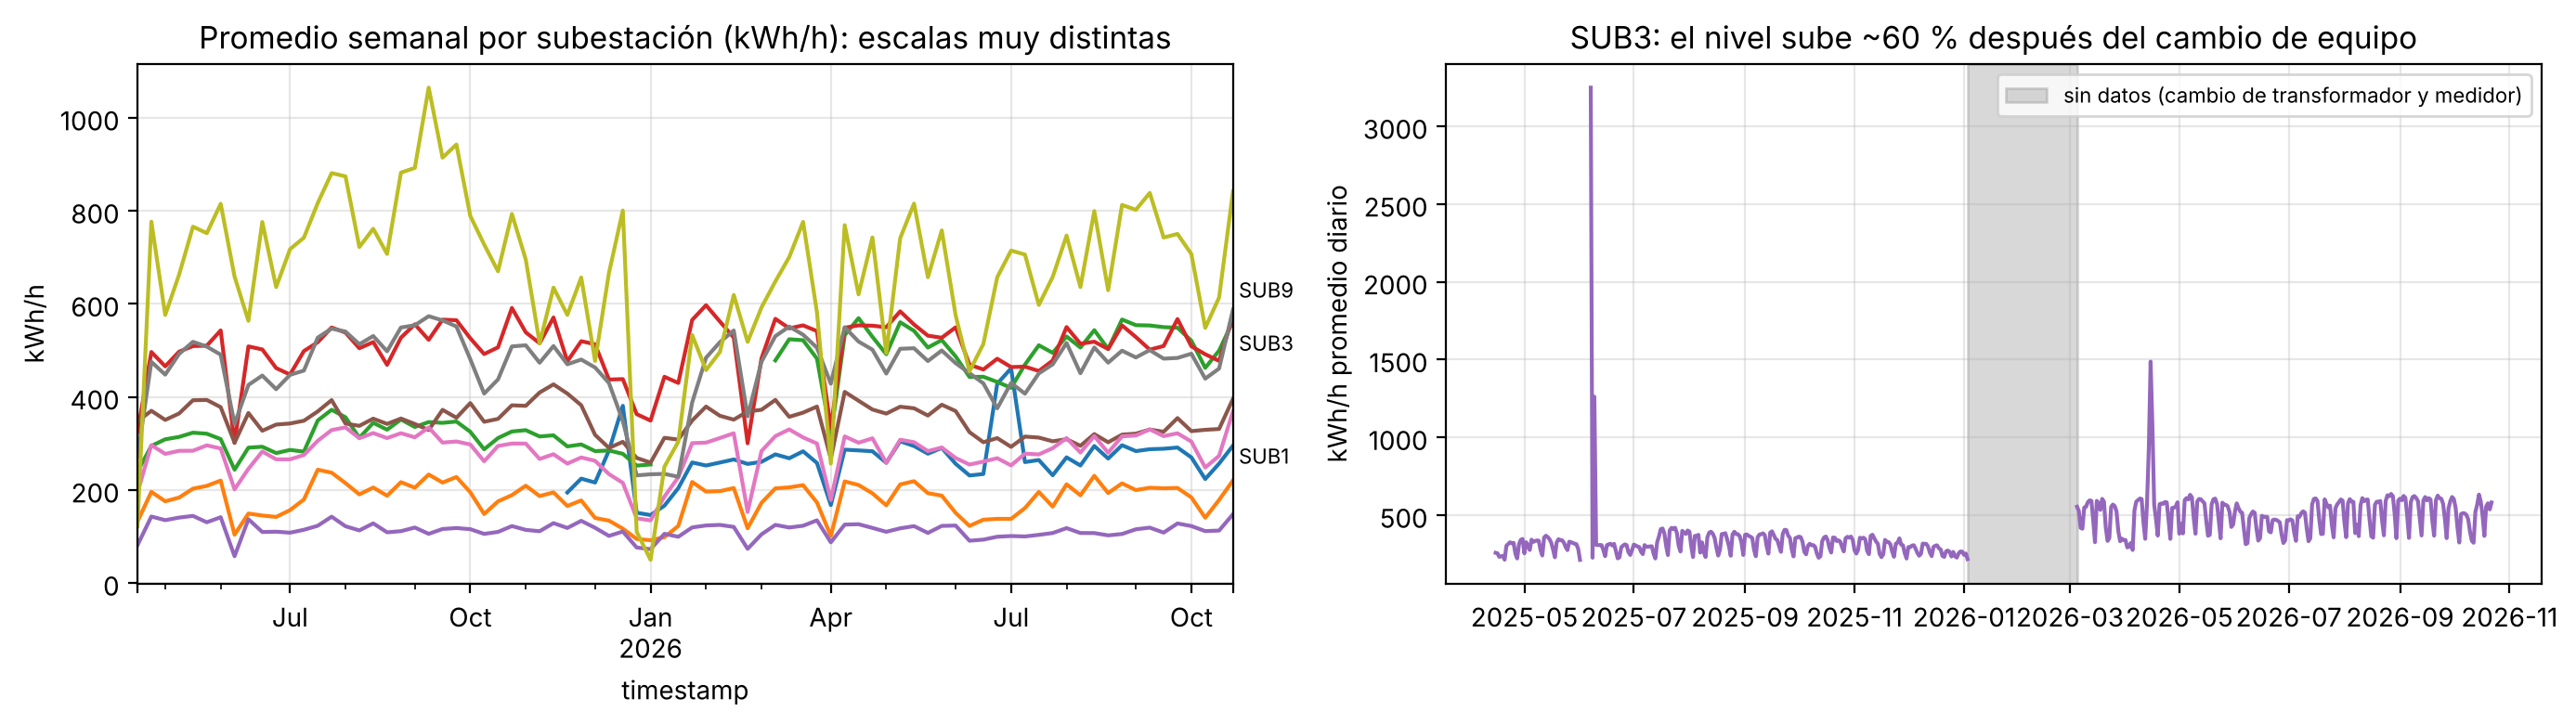 Promedio semanal por subestación (kWh/h): escalas muy distintas
kWh/h
1000
800
600
400
200
0
Jul
Oct
Jan
2026
Apr
Jul
Oct
timestamp
SUB9
SUB3
SUB1
SUB3: el nivel sube ~60 % después del cambio de equipo
sin datos (cambio de transformador y medidor)
kWh/h promedio diario
3000
2500
2000
1500
1000
500
2025-05
2025-07
2025-09
2025-11
2026-01
2026-03
2026-05
2026-07
2026-09
2026-11